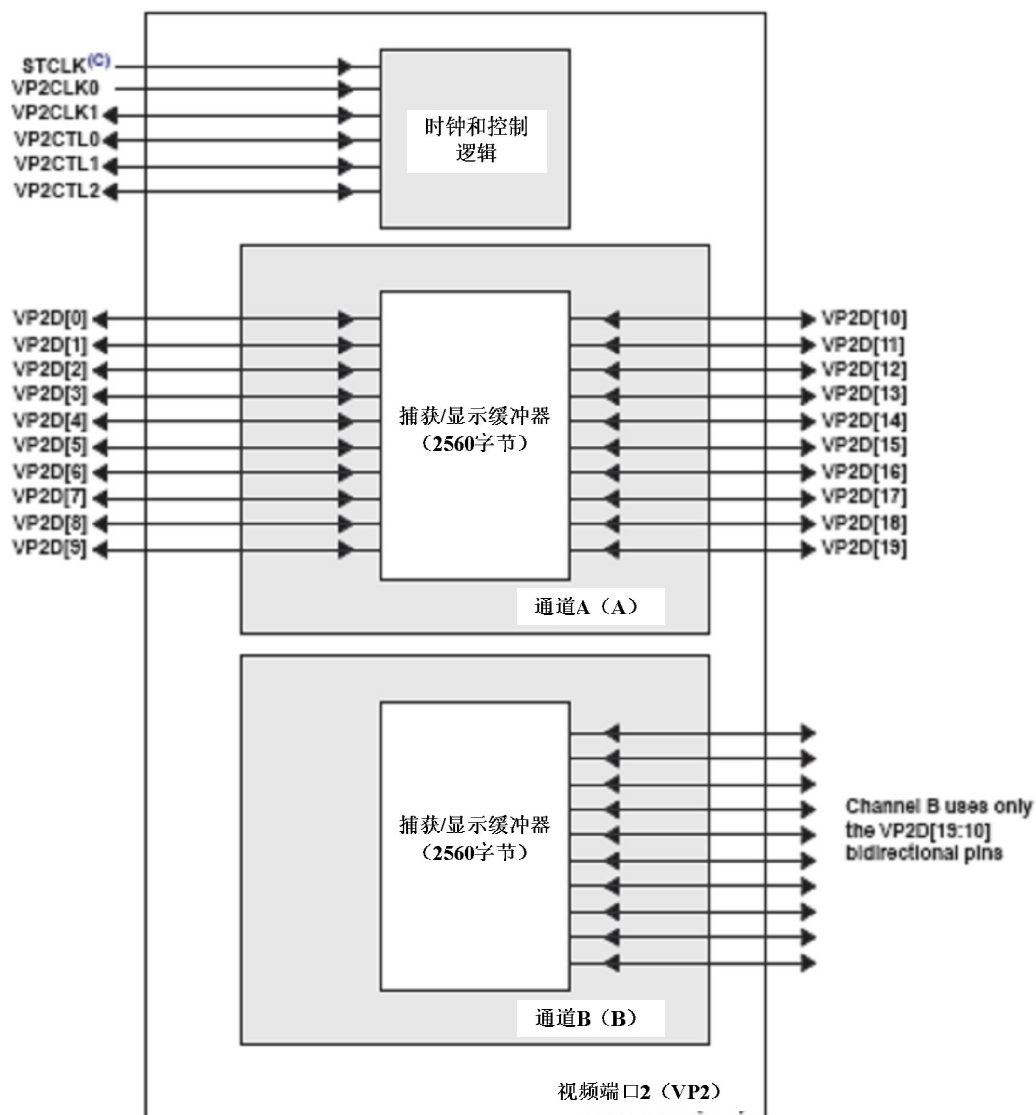 STCLK(C)
VP2CLK0
VP2CLK1
VP2CTL0
VP2CTL1
VP2CTL2
时钟和控制
逻辑
VP2D[0]
VP2D[1]
VP2D[2]
VP2D[3]
VP2D[4]
VP2D[5]
VP2D[6]
VP2D[7]
VP2D[8]
VP2D[9]
捕获/显示缓冲器
（2560字节）
VP2D[10]
VP2D[11]
VP2D[12]
VP2D[13]
VP2D[14]
VP2D[15]
VP2D[16]
VP2D[17]
VP2D[18]
VP2D[19]
通道A（A）
捕获/显示缓冲器
（2560字节）
Channel B uses only
the VP2D[19:10]
bidirectional pins
通道B（B）
视频端口2（VP2）